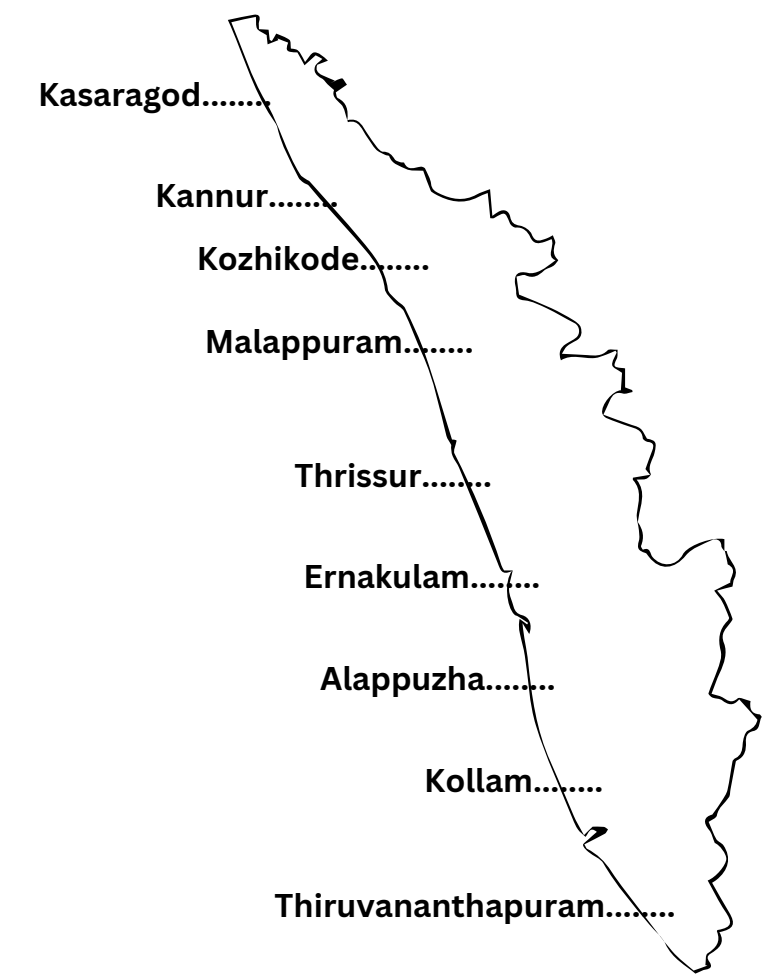 Kasaragod........
Kannur........
Kozhikode........
Malappuram........
Thrissur........
Ernakulam........
Alappuzha........
Kollam........
Thiruvananthapuram........